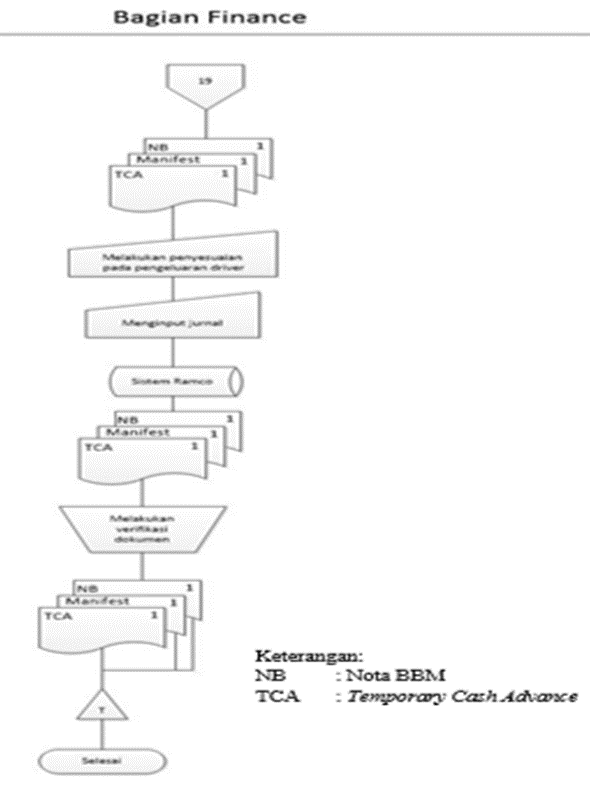 Bagian Finance
19
NB 1
Manifest 1
TCA 1
Melakukan penyesuaian
pada pengeluaran driver
Menginput jurnal
Sistem Ramco
NB 1
Manifest 1
TCA 1
Melakukan
verifikasi
dokumen
NB 1
Manifest 1
TCA 1
Keterangan:
NB : Nota BBM
TCA : Temporary Cash Advance
T
Selesai